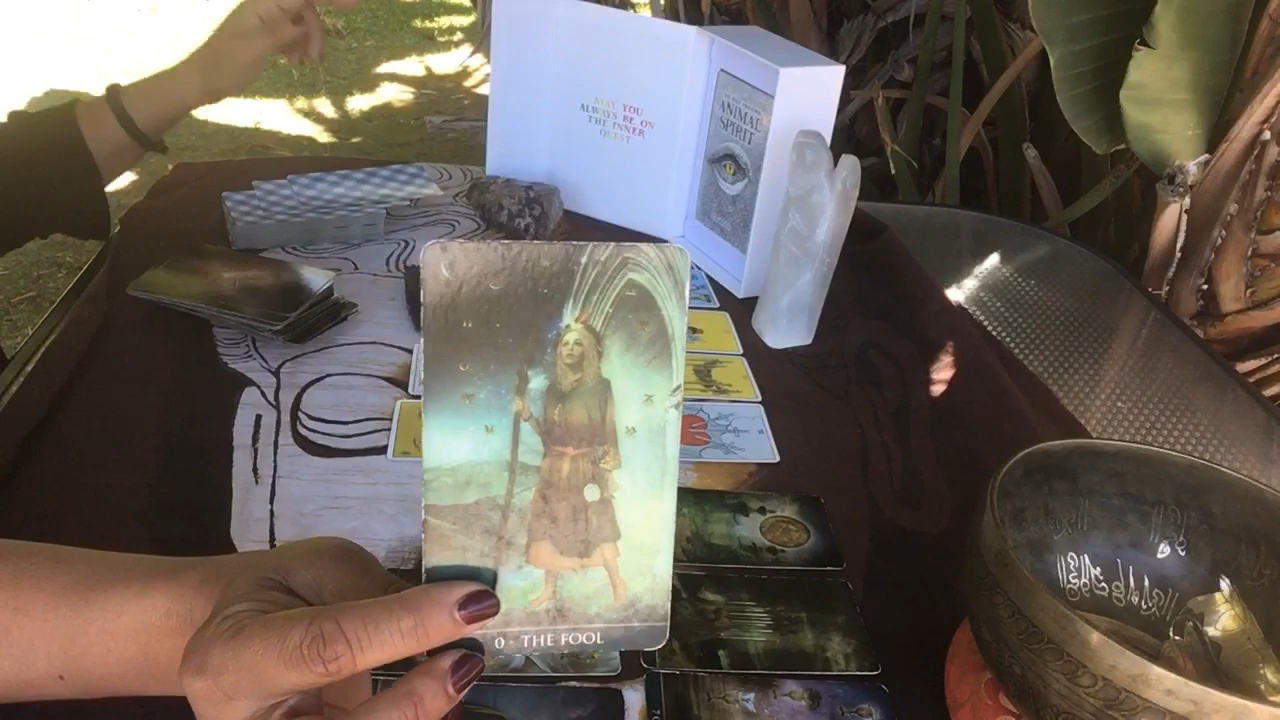 MAY YOU
ALWAYS BE ON
THE INNER
QUEST
ANIMAL
SPIRIT
0 - THE FOOL